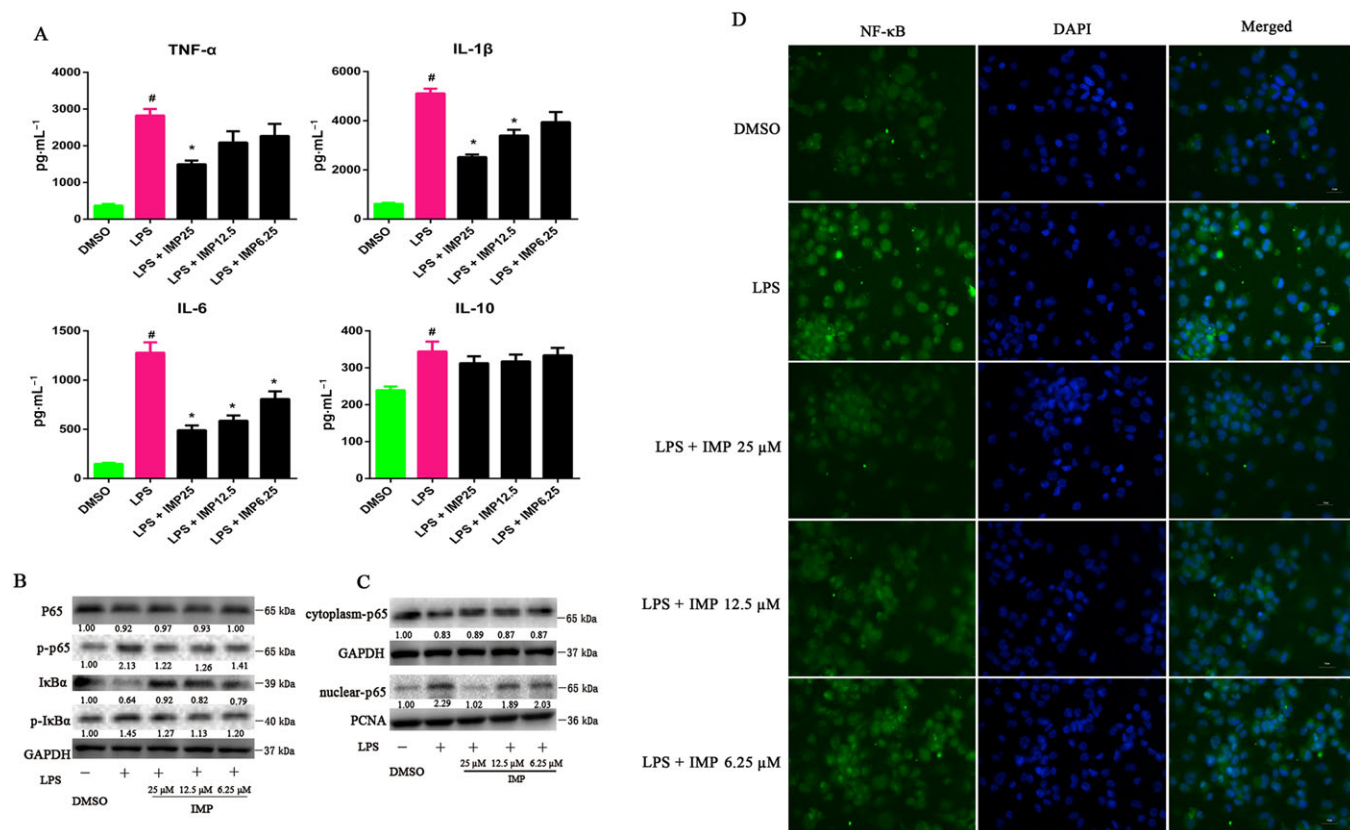 A
TNF-α
pg·mL⁻¹
4000
3000
2000
1000
0
#
*
DMSO
LPS
LPS + IMP25
LPS + IMP12.5
LPS + IMP6.25
IL-1β
pg·mL⁻¹
6000
4000
2000
0
#
* *
DMSO
LPS
LPS + IMP25
LPS + IMP12.5
LPS + IMP6.25
IL-6
pg·mL⁻¹
1500
1000
500
0
#
* * *
DMSO
LPS
LPS + IMP25
LPS + IMP12.5
LPS + IMP6.25
IL-10
pg·mL⁻¹
400
300
200
100
0
#
DMSO
LPS
LPS + IMP25
LPS + IMP12.5
LPS + IMP6.25
B
P65 65 kDa
1.00 0.92 0.97 0.93 1.00
p-p65 65 kDa
1.00 2.13 1.22 1.26 1.41
IκBα 39 kDa
1.00 0.64 0.92 0.82 0.79
p-IκBα 40 kDa
1.00 1.45 1.27 1.13 1.20
GAPDH 37 kDa
LPS − + + + +
DMSO 25 μM 12.5 μM 6.25 μM
IMP
C
cytoplasm-p65 65 kDa
1.00 0.83 0.89 0.87 0.87
GAPDH 37 kDa
nuclear-p65 65 kDa
1.00 2.29 1.02 1.89 2.03
PCNA 36 kDa
LPS − + + + +
DMSO 25 μM 12.5 μM 6.25 μM
IMP
D
NF-κB DAPI Merged
DMSO
LPS
LPS + IMP 25 μM
LPS + IMP 12.5 μM
LPS + IMP 6.25 μM